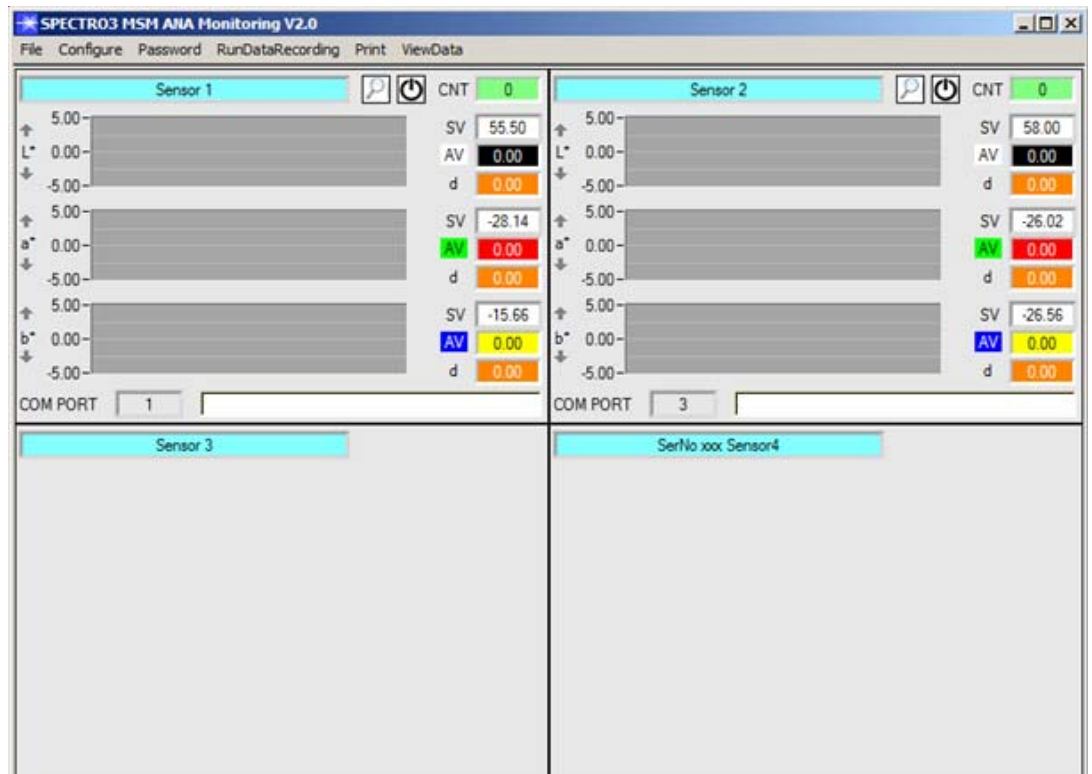 SPECTRO3 MSM ANA Monitoring V2.0
File Configure Password RunDataRecording Print ViewData
Sensor 1 CNT 0
5.00 SV 55.50
L* 0.00 AV 0.00
-5.00 d 0.00
5.00 SV -28.14
a* 0.00 AV 0.00
-5.00 d 0.00
5.00 SV -15.66
b* 0.00 AV 0.00
-5.00 d 0.00
COM PORT 1
Sensor 2 CNT 0
5.00 SV 58.00
L* 0.00 AV 0.00
-5.00 d 0.00
5.00 SV -26.02
a* 0.00 AV 0.00
-5.00 d 0.00
5.00 SV -26.56
b* 0.00 AV 0.00
-5.00 d 0.00
COM PORT 3
Sensor 3
SerNo xxx Sensor4